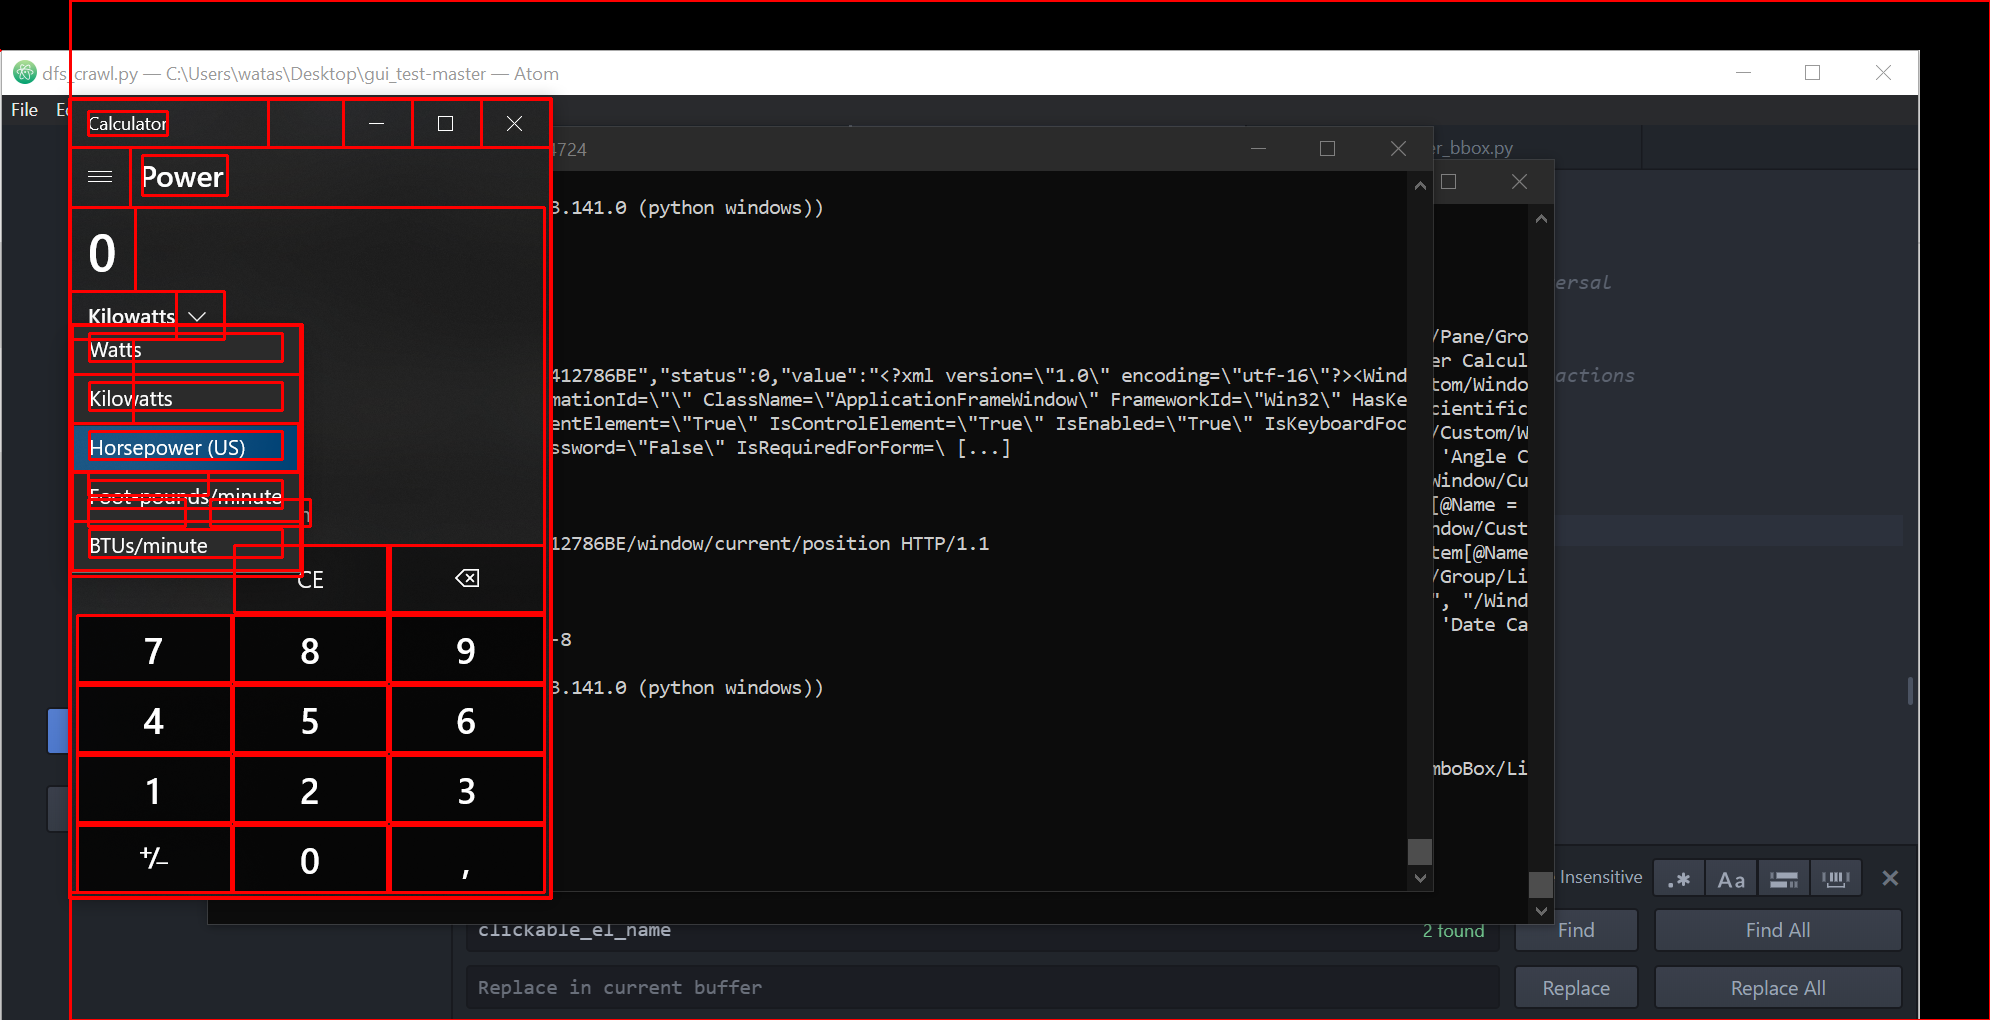 dfs_crawl.py — C:\Users\watas\Desktop\gui_test-master — Atom
File
Calculator
4724
er_bbox.py
Power
3.141.0 (python windows))
0
ersal
Kilowatts
/Pane/Gro
Watts
er Calcul
412786BE","status":0,"value":"<?xml version=\"1.0\" encoding=\"utf-16\"?><Wind
actions
tom/Windo
Kilowatts
mationId=\"\" ClassName=\"ApplicationFrameWindow\" FrameworkId=\"Win32\" HasKe
cientific
entElement=\"True\" IsControlElement=\"True\" IsEnabled=\"True\" IsKeyboardFoc
/Custom/W
Horsepower (US)
ssword=\"False\" IsRequiredForForm=\ [...]
'Angle C
Window/Cu
Foot-pounds/minute
[@Name =
ndow/Cust
BTUs/minute
12786BE/window/current/position HTTP/1.1
tem[@Name
CE
/Group/Li
", "/Wind
'Date Ca
7 8 9
-8
3.141.0 (python windows))
4 5 6
mboBox/Li
1 2 3
+/− 0 ,
Insensitive
.* Aa
clickable_el_name
2 found
Find
Find All
Replace in current buffer
Replace
Replace All